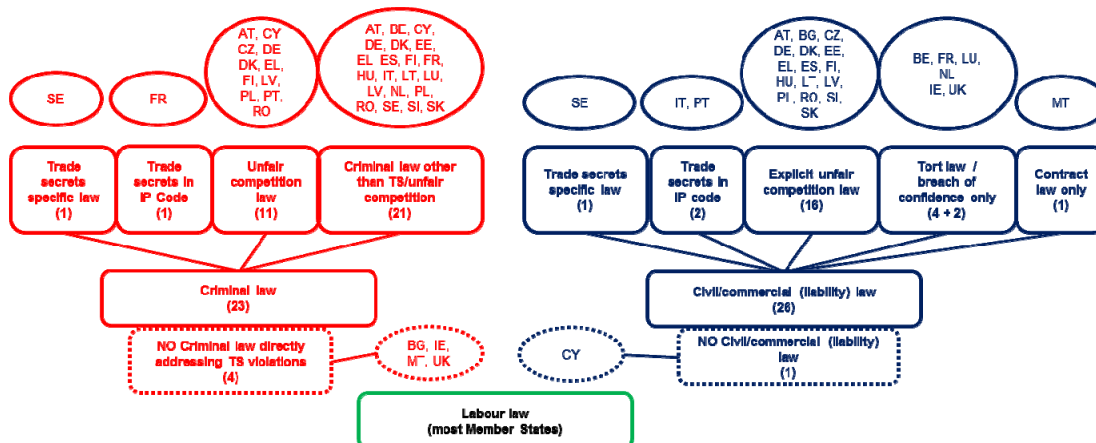 AT, CY
CZ, DE
DK, EL,
FI, LV,
PL, PT,
RO
AT, BE, CY,
DE, DK, EE,
EL, ES, FI, FR,
HU, IT, LT, LU,
LV, NL, PL,
RO, SE, SI, SK
SE
FR
AT, BG, CZ,
DE, DK, EE,
EL, ES, FI,
HU, LT, LV
PL, RO, SI,
SK
BE, FR, LU,
NL
IE, UK
SE
IT, PT
MT
Trade
secrets
specific law
(1)
Trade
secrets in
IP Code
(1)
Unfair
competition
law
(11)
Criminal law other
than TS/unfair
competition
(21)
Trade secrets
specific law
(1)
Trade
secrets in
IP code
(2)
Explicit unfair
competition law
(16)
Tort law /
breach of
confidence only
(4 + 2)
Contract
law only
(1)
Criminal law
(23)
Civil/commercial (liability) law
(26)
NO Criminal law directly
addressing TS violations
(4)
BG, IE,
MT, UK
CY
NO Civil/commercial (liability)
law
(1)
Labour law
(most Member States)